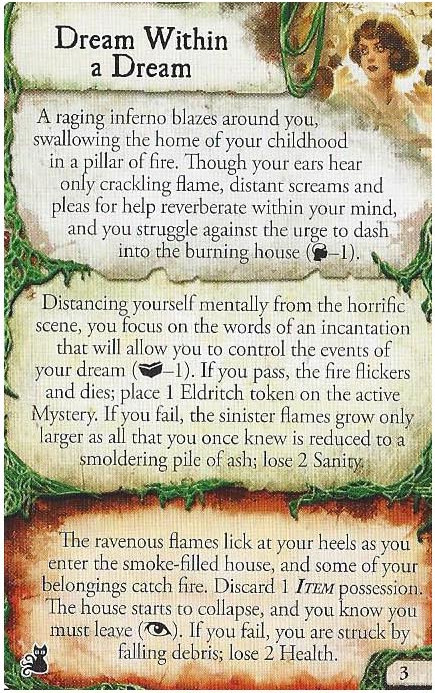 Dream Within
a Dream
A raging inferno blazes around you,
swallowing the home of your childhood
in a pillar of fire. Though your ears hear
only crackling flame, distant screams and
pleas for help reverberate within your mind,
and you struggle against the urge to dash
into the burning house (–1).
Distancing yourself mentally from the horrific
scene, you focus on the words of an incantation
that will allow you to control the events of
your dream (–1). If you pass, the fire flickers
and dies; place 1 Eldritch token on the active
Mystery. If you fail, the sinister flames grow only
larger as all that you once knew is reduced to a
smoldering pile of ash; lose 2 Sanity.
The ravenous flames lick at your heels as you
enter the smoke-filled house, and some of your
belongings catch fire. Discard 1 ITEM possession.
The house starts to collapse, and you know you
must leave (). If you fail, you are struck by
falling debris; lose 2 Health.
3